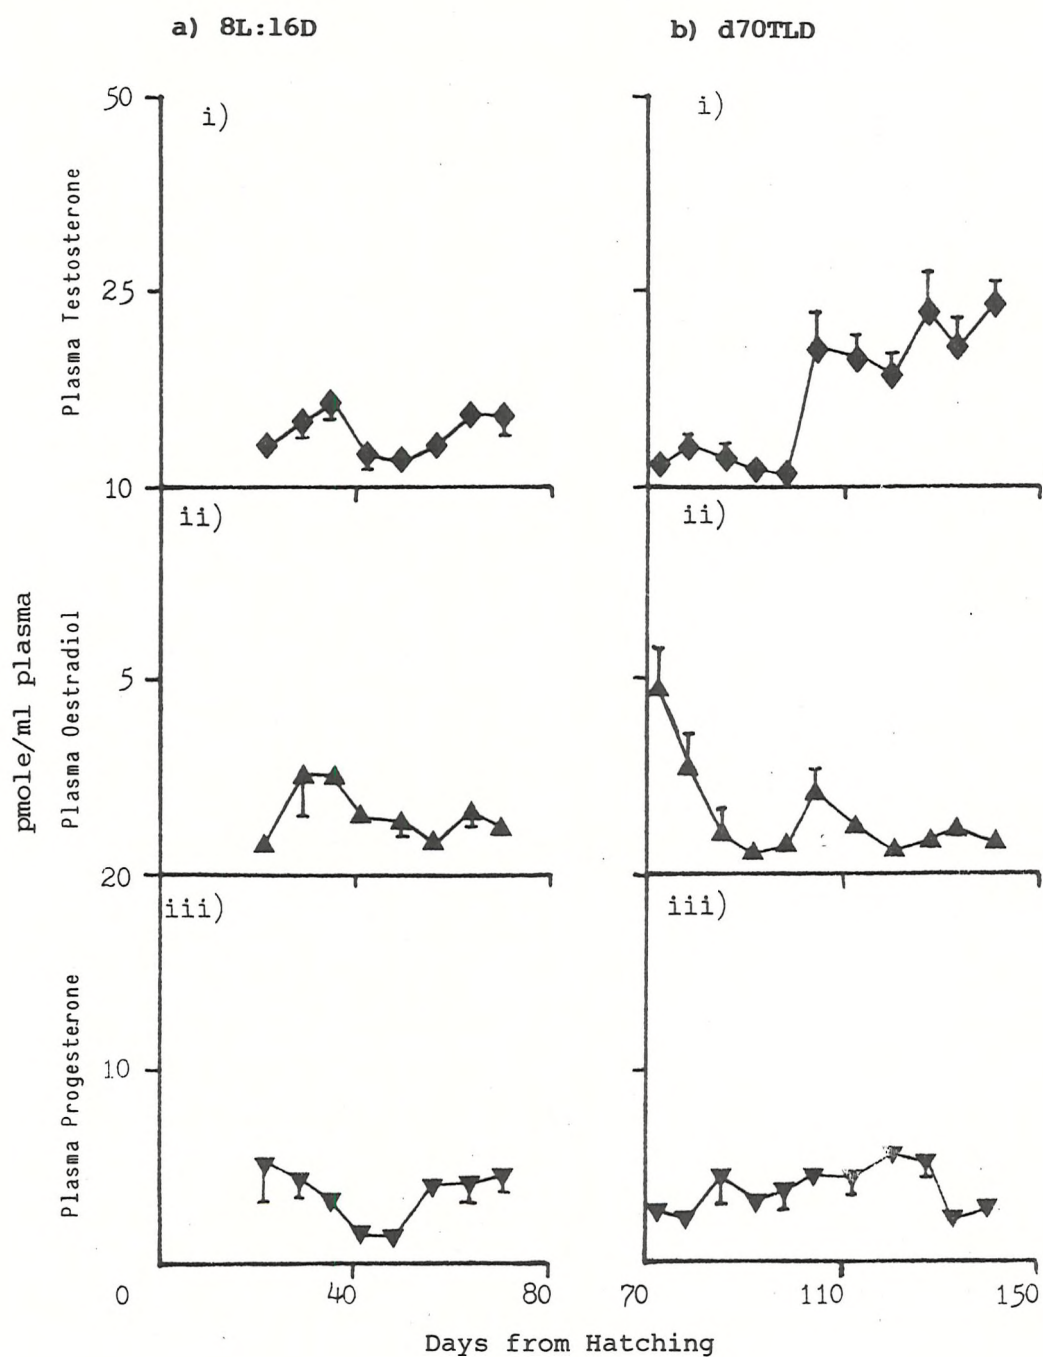 a) 8L:16D
b) d70TLD
50
i)
i)
Plasma Testosterone
25
10
ii)
ii)
pmole/ml plasma
Plasma Oestradiol
5
20
iii)
iii)
Plasma Progesterone
10
0
40
80
70
110
150
Days from Hatching